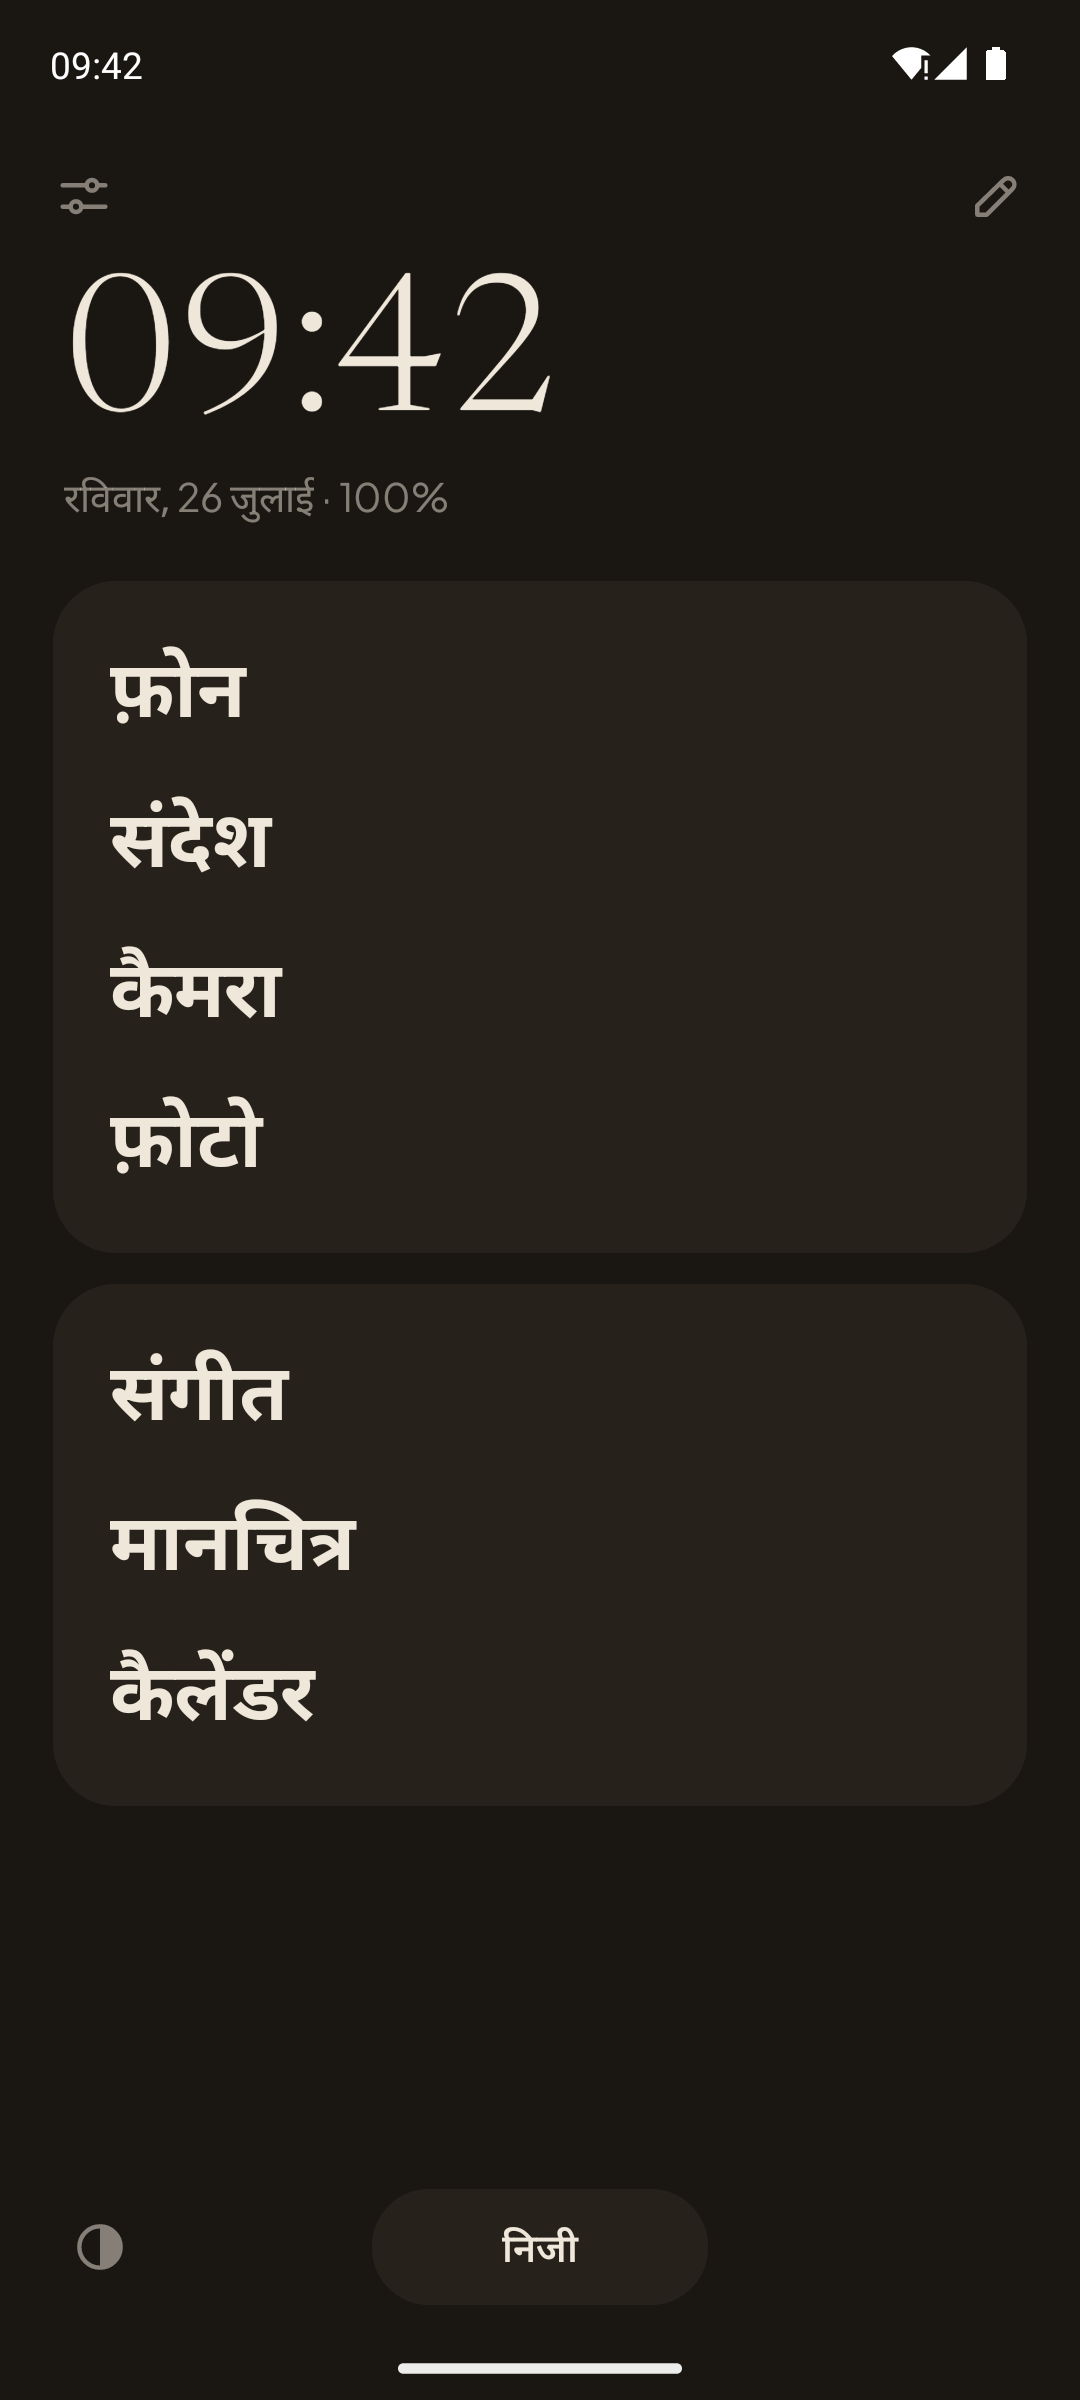 09:42
09:42
रविवार, 26 जुलाई · 100%
फ़ोन
संदेश
कैमरा
फ़ोटो
संगीत
मानचित्र
कैलेंडर
निजी